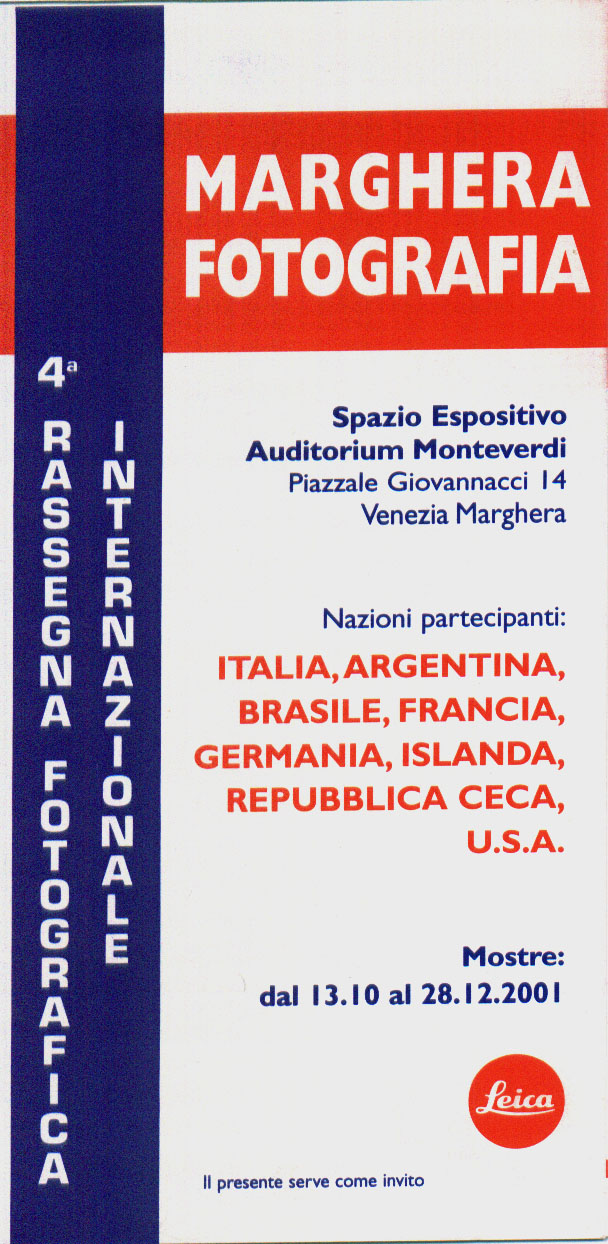 MARGHERA
FOTOGRAFIA
4ª RASSEGNA FOTOGRAFICA
INTERNAZIONALE
Spazio Espositivo
Auditorium Monteverdi
Piazzale Giovannacci 14
Venezia Marghera
Nazioni partecipanti:
ITALIA, ARGENTINA,
BRASILE, FRANCIA,
GERMANIA, ISLANDA,
REPUBBLICA CECA,
U.S.A.
Mostre:
dal 13.10 al 28.12.2001
Leica
Il presente serve come invito